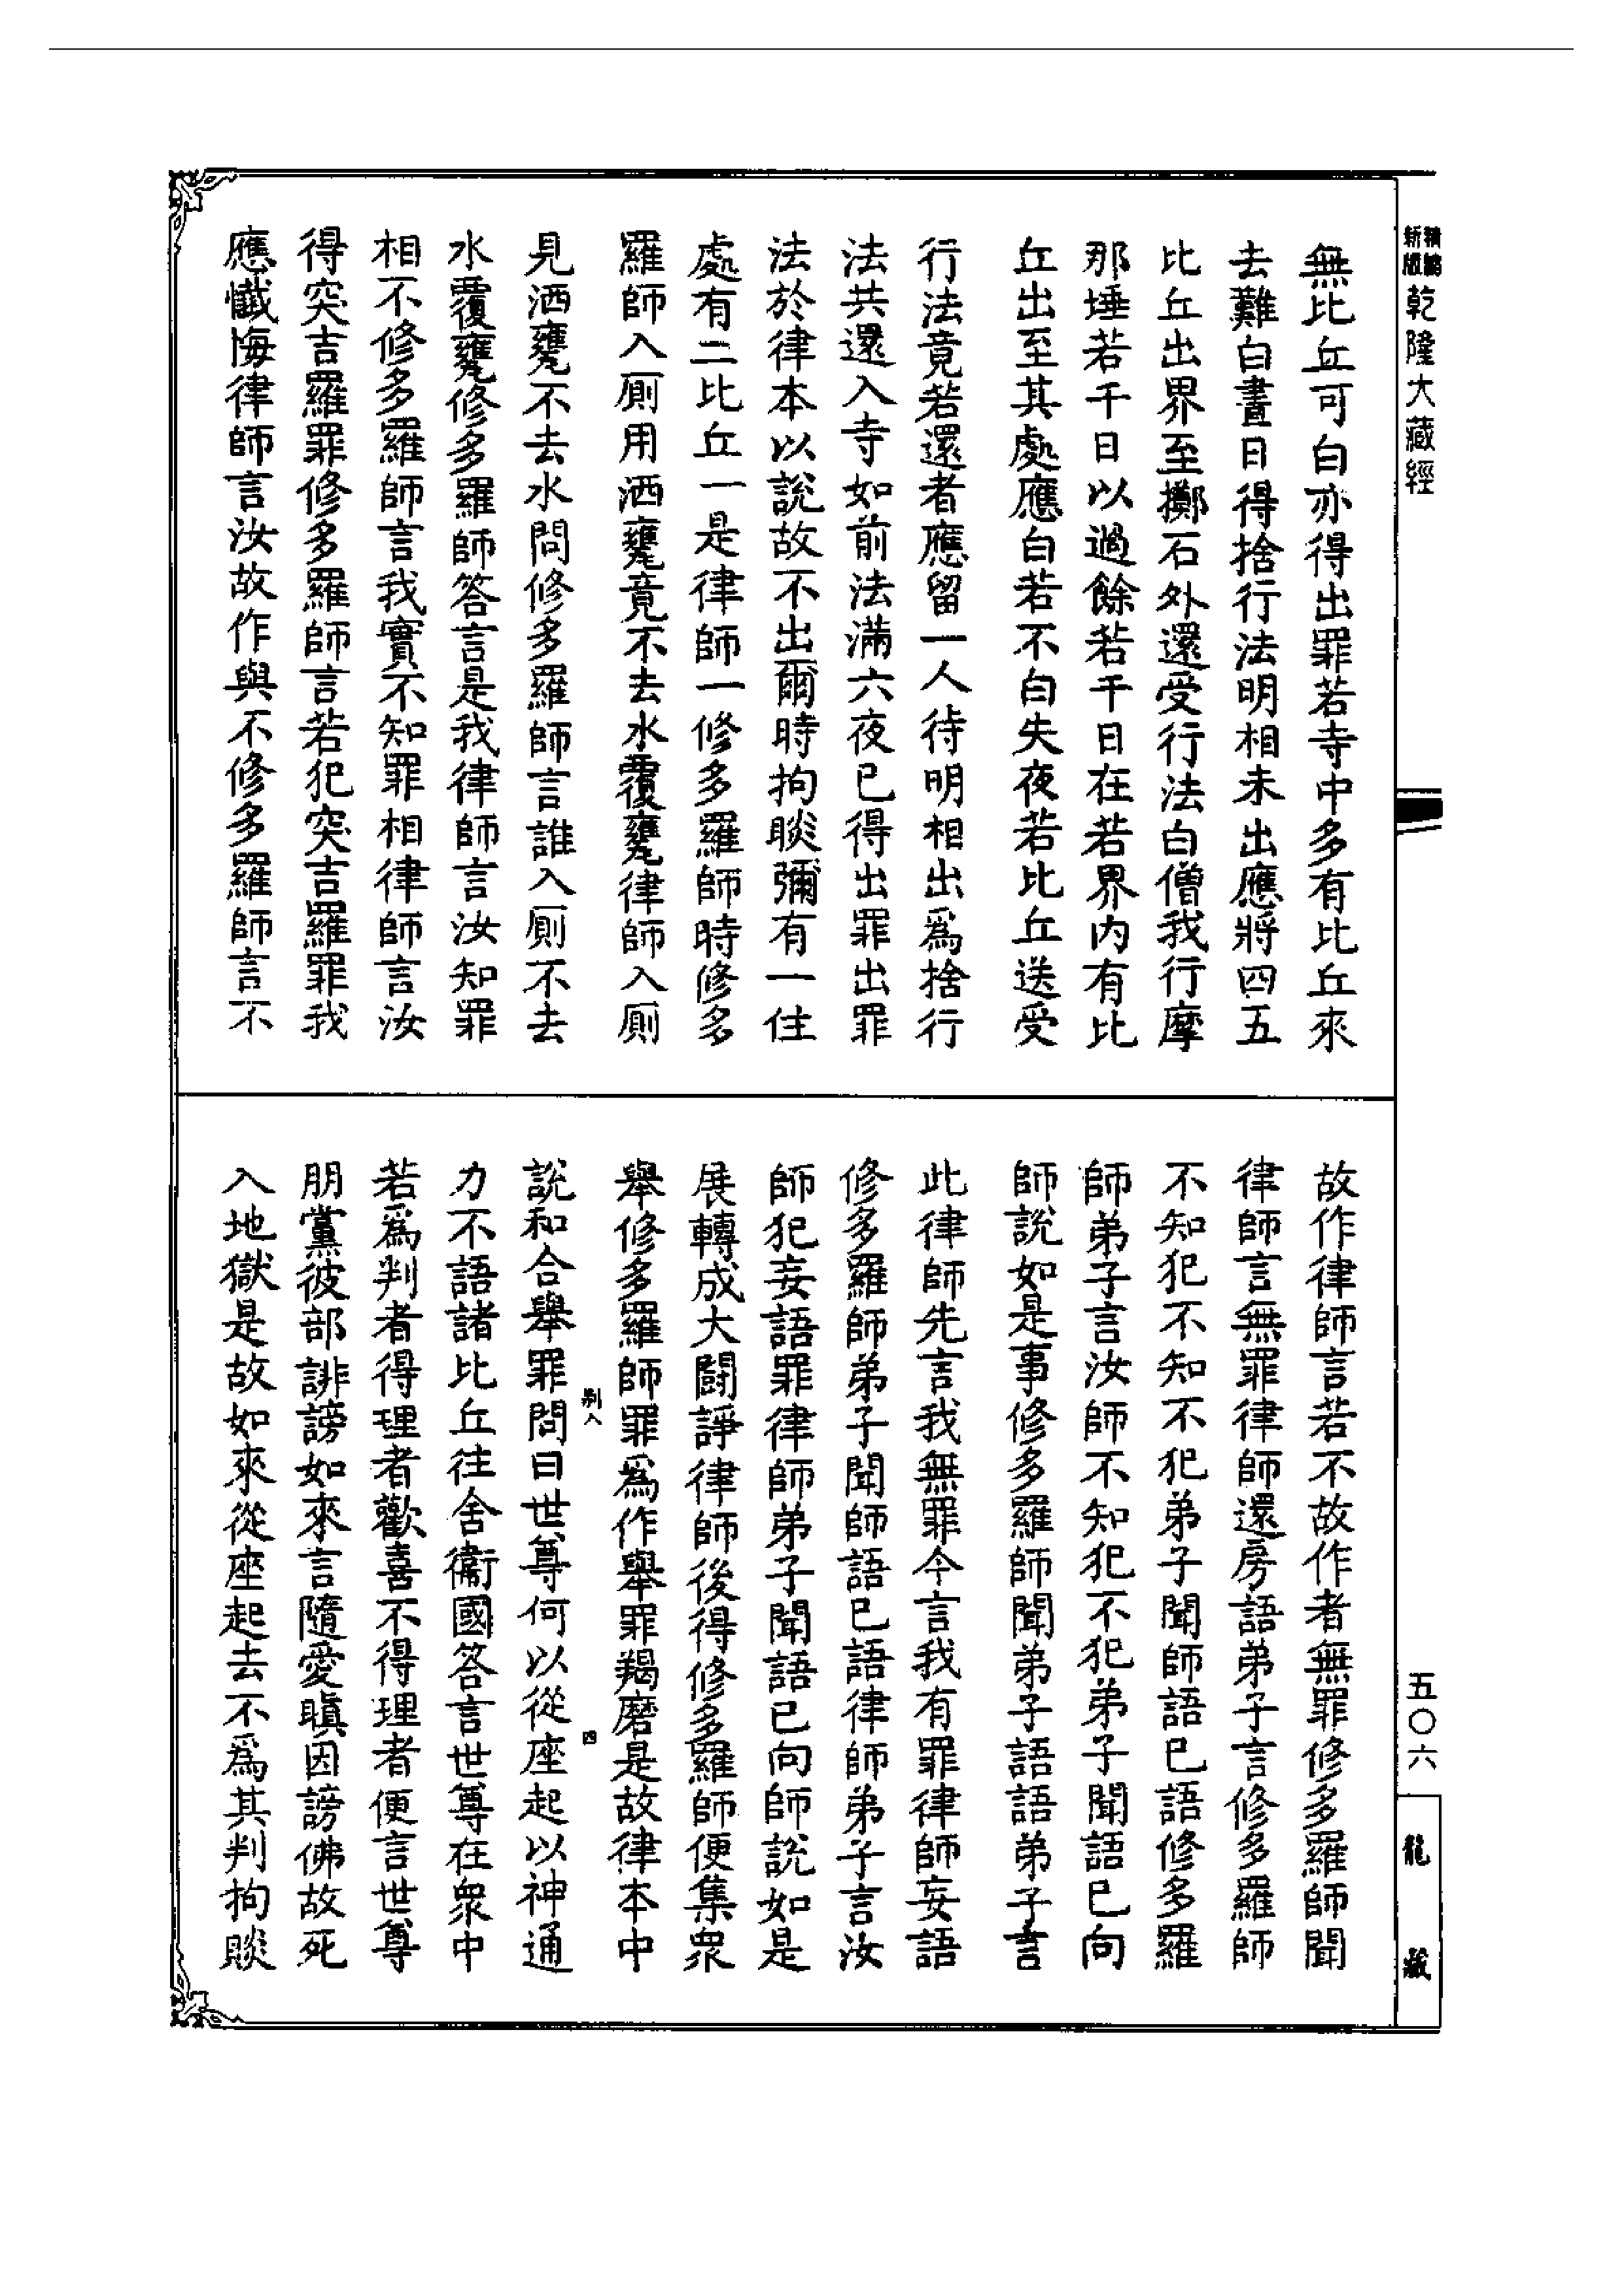 精編
新版
乾隆大藏經
無比丘可白亦得出罪若寺中多有比丘來
去難白晝日得捨行法明相未出應將四五
比丘出界至擲石外還受行法白僧我行摩
那埵若干日以過餘若干日在若界內有比
丘出至其處應白若不白失夜若比丘送受
行法竟若還者應留一人待明相出爲捨行
法共還入寺如前法滿六夜已得出罪出罪
法於律本以說故不出爾時拘睒彌有一住
處有二比丘一是律師一修多羅師時修多
羅師入厠用洒甕竟不去水覆甕律師入厠
見洒甕不去水問修多羅師言誰入厠不去
水覆甕修多羅師答言是我律師言汝知罪
相不修多羅師言我實不知罪相律師言汝
得突吉羅罪修多羅師言若犯突吉羅罪我
應懺悔律師言汝故作與不修多羅師言不
故作律師言若不故作者無罪修多羅師聞
律師言無罪律師還房語弟子言修多羅師
不知犯不知不犯弟子聞師語已語修多羅
師弟子言汝師不知犯不犯弟子聞語已向
師說如是事修多羅師聞弟子語語弟子言
此律師先言我無罪今言我有罪律師妄語
修多羅師弟子聞師語已語律師弟子言汝
師犯妄語罪律師弟子聞語已向師說如是
展轉成大鬪諍律師後得修多羅師便集衆
舉修多羅師罪爲作舉罪羯磨是故律本中
説和合舉罪問曰世尊何以從座起以神通
力不語諸比丘往舍衞國答言世尊在衆中
若爲判者得理者歡喜不得理者便言世尊
朋黨彼部誹謗如來言隨愛瞋因謗佛故死
入地獄是故如來從座起去不爲其判拘睒
四
五〇六
龍藏